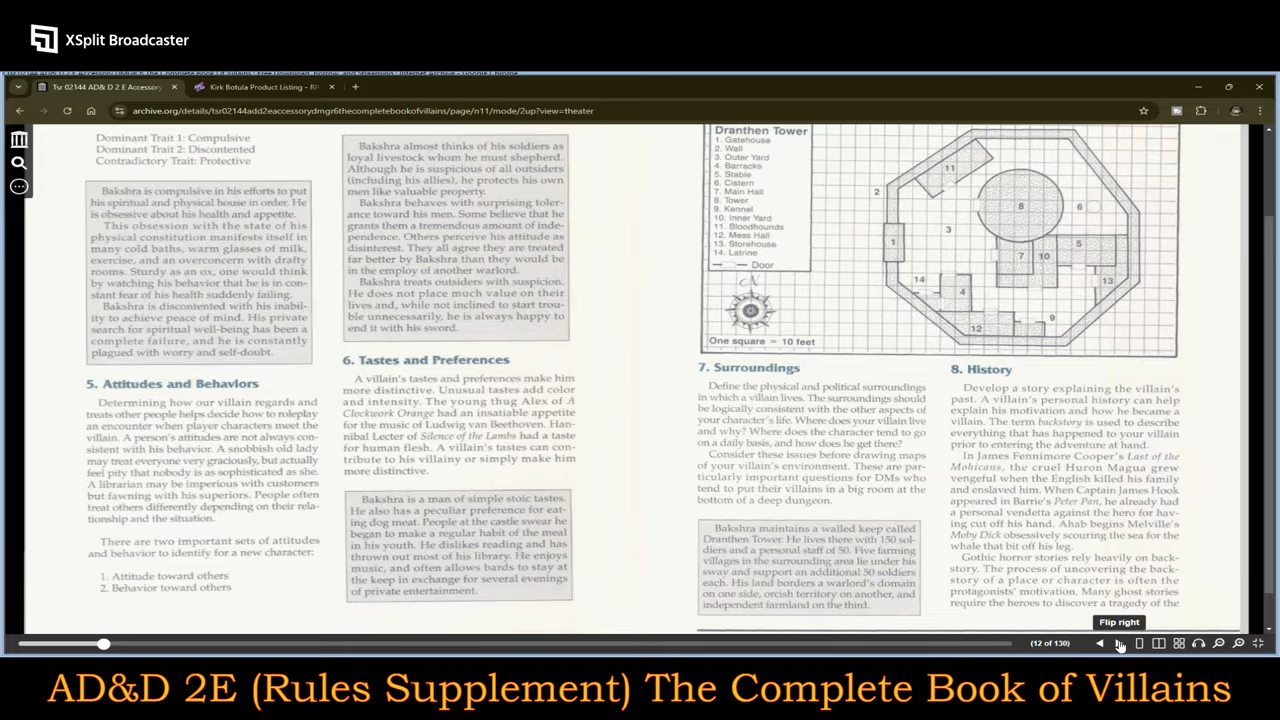 XSplit Broadcaster
Tsr 02144 AD& D 2 E Accessory
Kirk Botula Product Listing - RP
archive.org/details/tsr02144add2eaccessorydmgr6thecompletebookofvillains/page/n11/mode/2up?view=theater
Dominant Trait 1: Compulsive
Dominant Trait 2: Discontented
Contradictory Trait: Protective
Bakshra is compulsive in his efforts to put
his spiritual and physical house in order. He
is obsessive about his health and appetite.
This obsession with the state of his
physical constitution manifests itself in
many cold baths, warm glasses of milk,
exercise, and an overconcern with drafty
rooms. Sturdy as an ox, one would think
by watching his behavior that he is in con-
stant fear of his health suddenly failing.
Bakshra is discontented with his inabil-
ity to achieve peace of mind. His private
search for spiritual well-being has been a
complete failure, and he is constantly
plagued with worry and self-doubt.
5. Attitudes and Behaviors
Determining how our villain regards and
treats other people helps decide how to roleplay
an encounter when player characters meet the
villain. A person's attitudes are not always con-
sistent with his behavior. A snobbish old lady
may treat everyone very graciously, but actually
feel pity that nobody is as sophisticated as she.
A librarian may be imperious with customers
but fawning with his superiors. People often
treat others differently depending on their rela-
tionship and the situation.
There are two important sets of attitudes
and behavior to identify for a new character:
1. Attitude toward others
2. Behavior toward others
Bakshra almost thinks of his soldiers as
loyal livestock whom he must shepherd.
Although he is suspicious of all outsiders
(including his allies), he protects his own
men like valuable property.
Bakshra behaves with surprising toler-
ance toward his men. Some believe that he
grants them a tremendous amount of inde-
pendence. Others perceive his attitude as
disinterest. They all agree they are treated
far better by Bakshra than they would be
in the employ of another warlord.
Bakshra treats outsiders with suspicion.
He does not place much value on their
lives and, while not inclined to start trou-
ble unnecessarily, he is always happy to
end it with his sword.
6. Tastes and Preferences
A villain's tastes and preferences make him
more distinctive. Unusual tastes add color
and intensity. The young thug Alex of A
Clockwork Orange had an insatiable appetite
for the music of Ludwig van Beethoven. Han-
nibal Lecter of Silence of the Lambs had a taste
for human flesh. A villain's tastes can con-
tribute to his villainy or simply make him
more distinctive.
Bakshra is a man of simple stoic tastes.
He also has a peculiar preference for eat-
ing dog meat. People at the castle swear he
began to make a regular habit of the meal
in his youth. He dislikes reading and has
thrown out most of his library. He enjoys
music, and often allows bards to stay at
the keep in exchange for several evenings
of private entertainment.
Dranthen Tower
1. Gatehouse
2. Wall
3. Outer Yard
4. Barracks
5. Stable
6. Cistern
7. Main Hall
8. Tower
9. Kennel
10. Inner Yard
11. Bloodhounds
12. Mess Hall
13. Storehouse
14. Latrine
Door
N
One square = 10 feet
11
2
8
6
3
1
5
7
10
14
13
4
9
12
7. Surroundings
Define the physical and political surroundings
in which a villain lives. The surroundings should
be logically consistent with the other aspects of
your character's life. Where does your villain live
and why? Where does the character tend to go
on a daily basis, and how does he get there?
Consider these issues before drawing maps
of your villain's environment. These are par-
ticularly important questions for DMs who
tend to put their villains in a big room at the
bottom of a deep dungeon.
Bakshra maintains a walled keep called
Dranthen Tower. He lives there with 150 sol-
diers and a personal staff of 50. Five farming
villages in the surrounding area lie under his
sway and support an additional 50 soldiers
each. His land borders a warlord's domain
on one side, orcish territory on another, and
independent farmland on the third.
8. History
Develop a story explaining the villain's
past. A villain's personal history can help
explain his motivation and how he became a
villain. The term backstory is used to describe
everything that has happened to your villain
prior to entering the adventure at hand.
In James Fennimore Cooper's Last of the
Mohicans, the cruel Huron Magua grew
vengeful when the English killed his family
and enslaved him. When Captain James Hook
appeared in Barrie's Peter Pan, he already had
a personal vendetta against the hero for hav-
ing cut off his hand. Ahab begins Melville's
Moby Dick obsessively scouring the sea for the
whale that bit off his leg.
Gothic horror stories rely heavily on back-
story. The process of uncovering the back-
story of a place or character is often the
protagonists' motivation. Many ghost stories
require the heroes to discover a tragedy of the
Flip right
(12 of 130)
AD&D 2E (Rules Supplement) The Complete Book of Villains